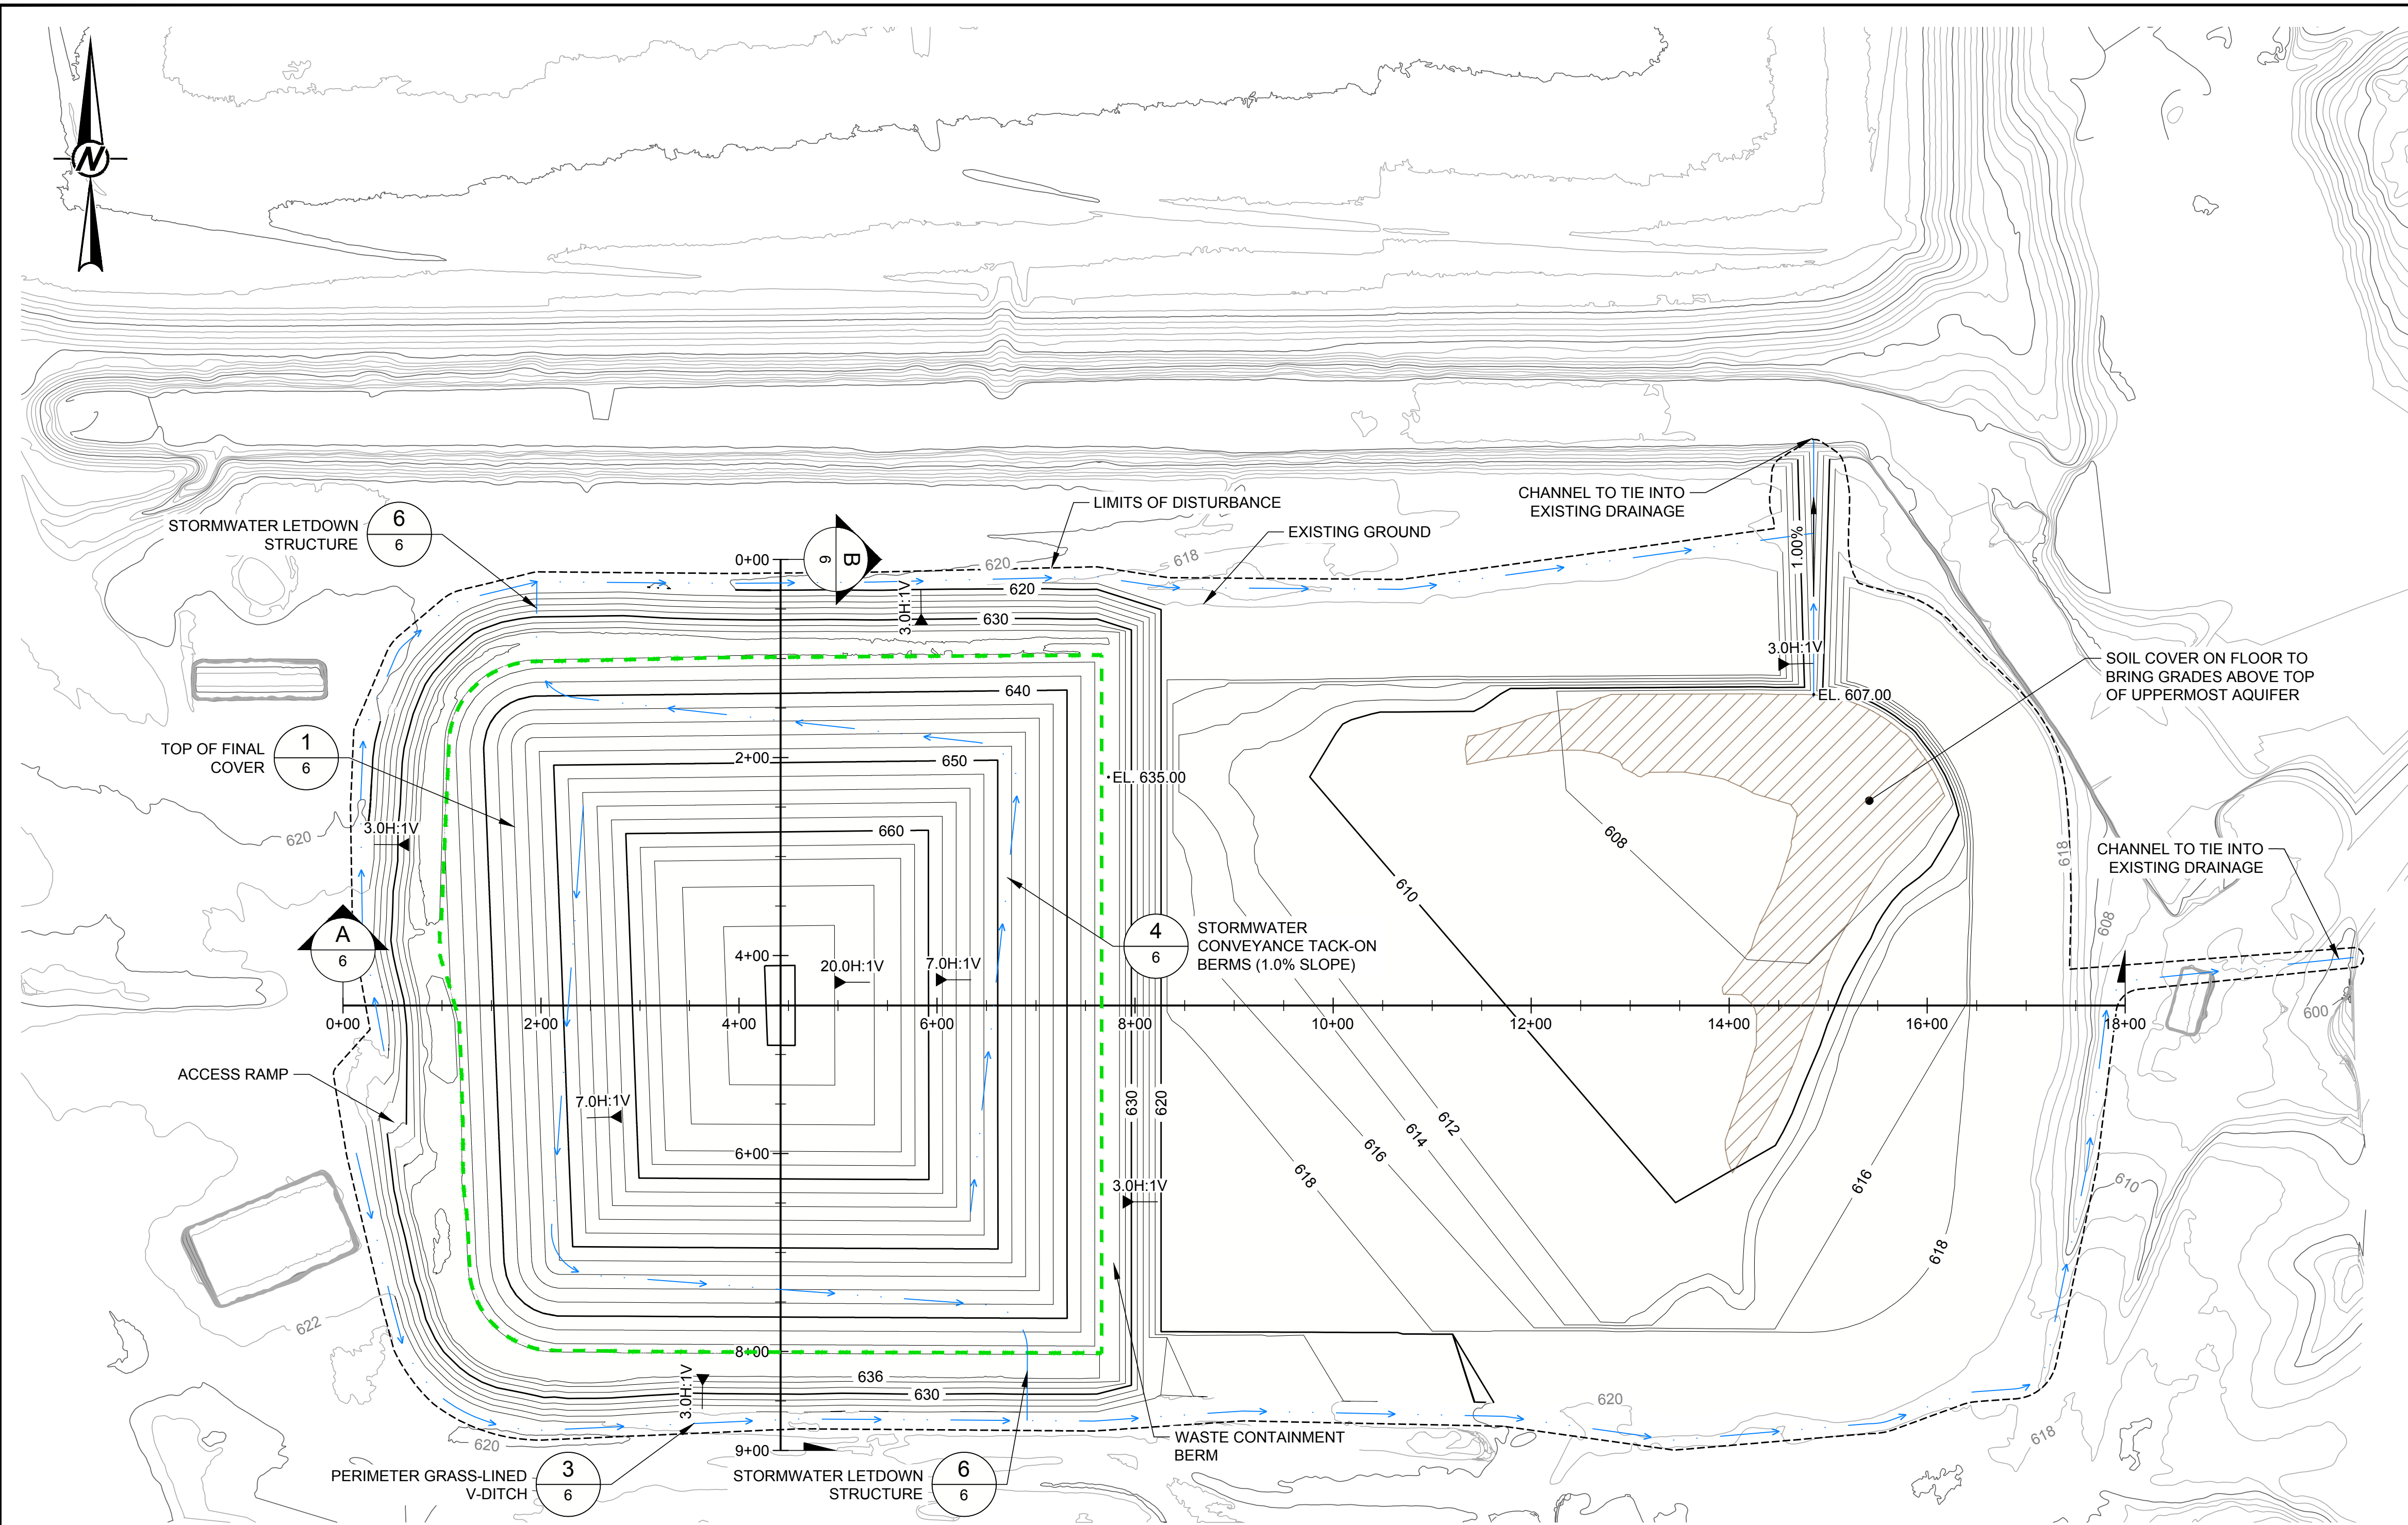 N
STORMWATER LETDOWN
STRUCTURE
6
6
LIMITS OF DISTURBANCE
EXISTING GROUND
CHANNEL TO TIE INTO
EXISTING DRAINAGE
0+00
B
6
620
618
620
3.0H:1V
630
1.00%
3.0H:1V
SOIL COVER ON FLOOR TO
BRING GRADES ABOVE TOP
OF UPPERMOST AQUIFER
EL. 607.00
640
TOP OF FINAL
COVER
1
6
2+00
650
EL. 635.00
620
3.0H:1V
660
608
610
618
CHANNEL TO TIE INTO
EXISTING DRAINAGE
608
A
6
4+00
20.0H:1V
7.0H:1V
4
6
STORMWATER
CONVEYANCE TACK-ON
BERMS (1.0% SLOPE)
600
0+00
2+00
4+00
6+00
8+00
10+00
12+00
14+00
16+00
18+00
ACCESS RAMP
7.0H:1V
630
620
612
614
616
618
6+00
3.0H:1V
616
610
618
622
8+00
636
630
3.0H:1V
620
620
618
9+00
WASTE CONTAINMENT
BERM
PERIMETER GRASS-LINED
V-DITCH
3
6
STORMWATER LETDOWN
STRUCTURE
6
6